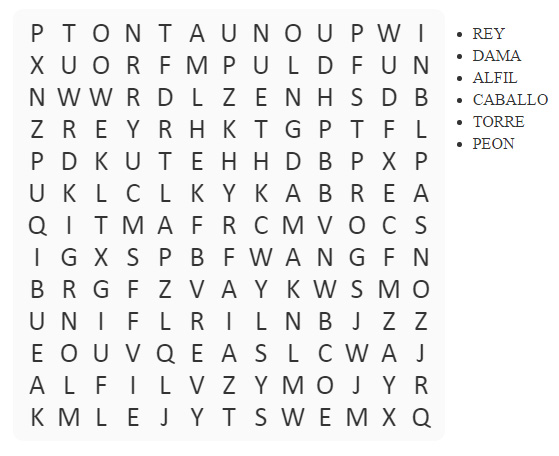 P T O N T A U N O U P W I
X U O R F M P U L D F U N
N W W R D L Z E N H S D B
Z R E Y R H K T G P T F L
P D K U T E H H D B P X P
U K L C L K Y K A B R E A
Q I T M A F R C M V O C S
I G X S P B F W A N G F N
B R G F Z V A Y K W S M O
U N I F L R I L N B J Z Z
E O U V Q E A S L C W A J
A L F I L V Z Y M O J Y R
K M L E J Y T S W E M X Q
REY
DAMA
ALFIL
CABALLO
TORRE
PEON